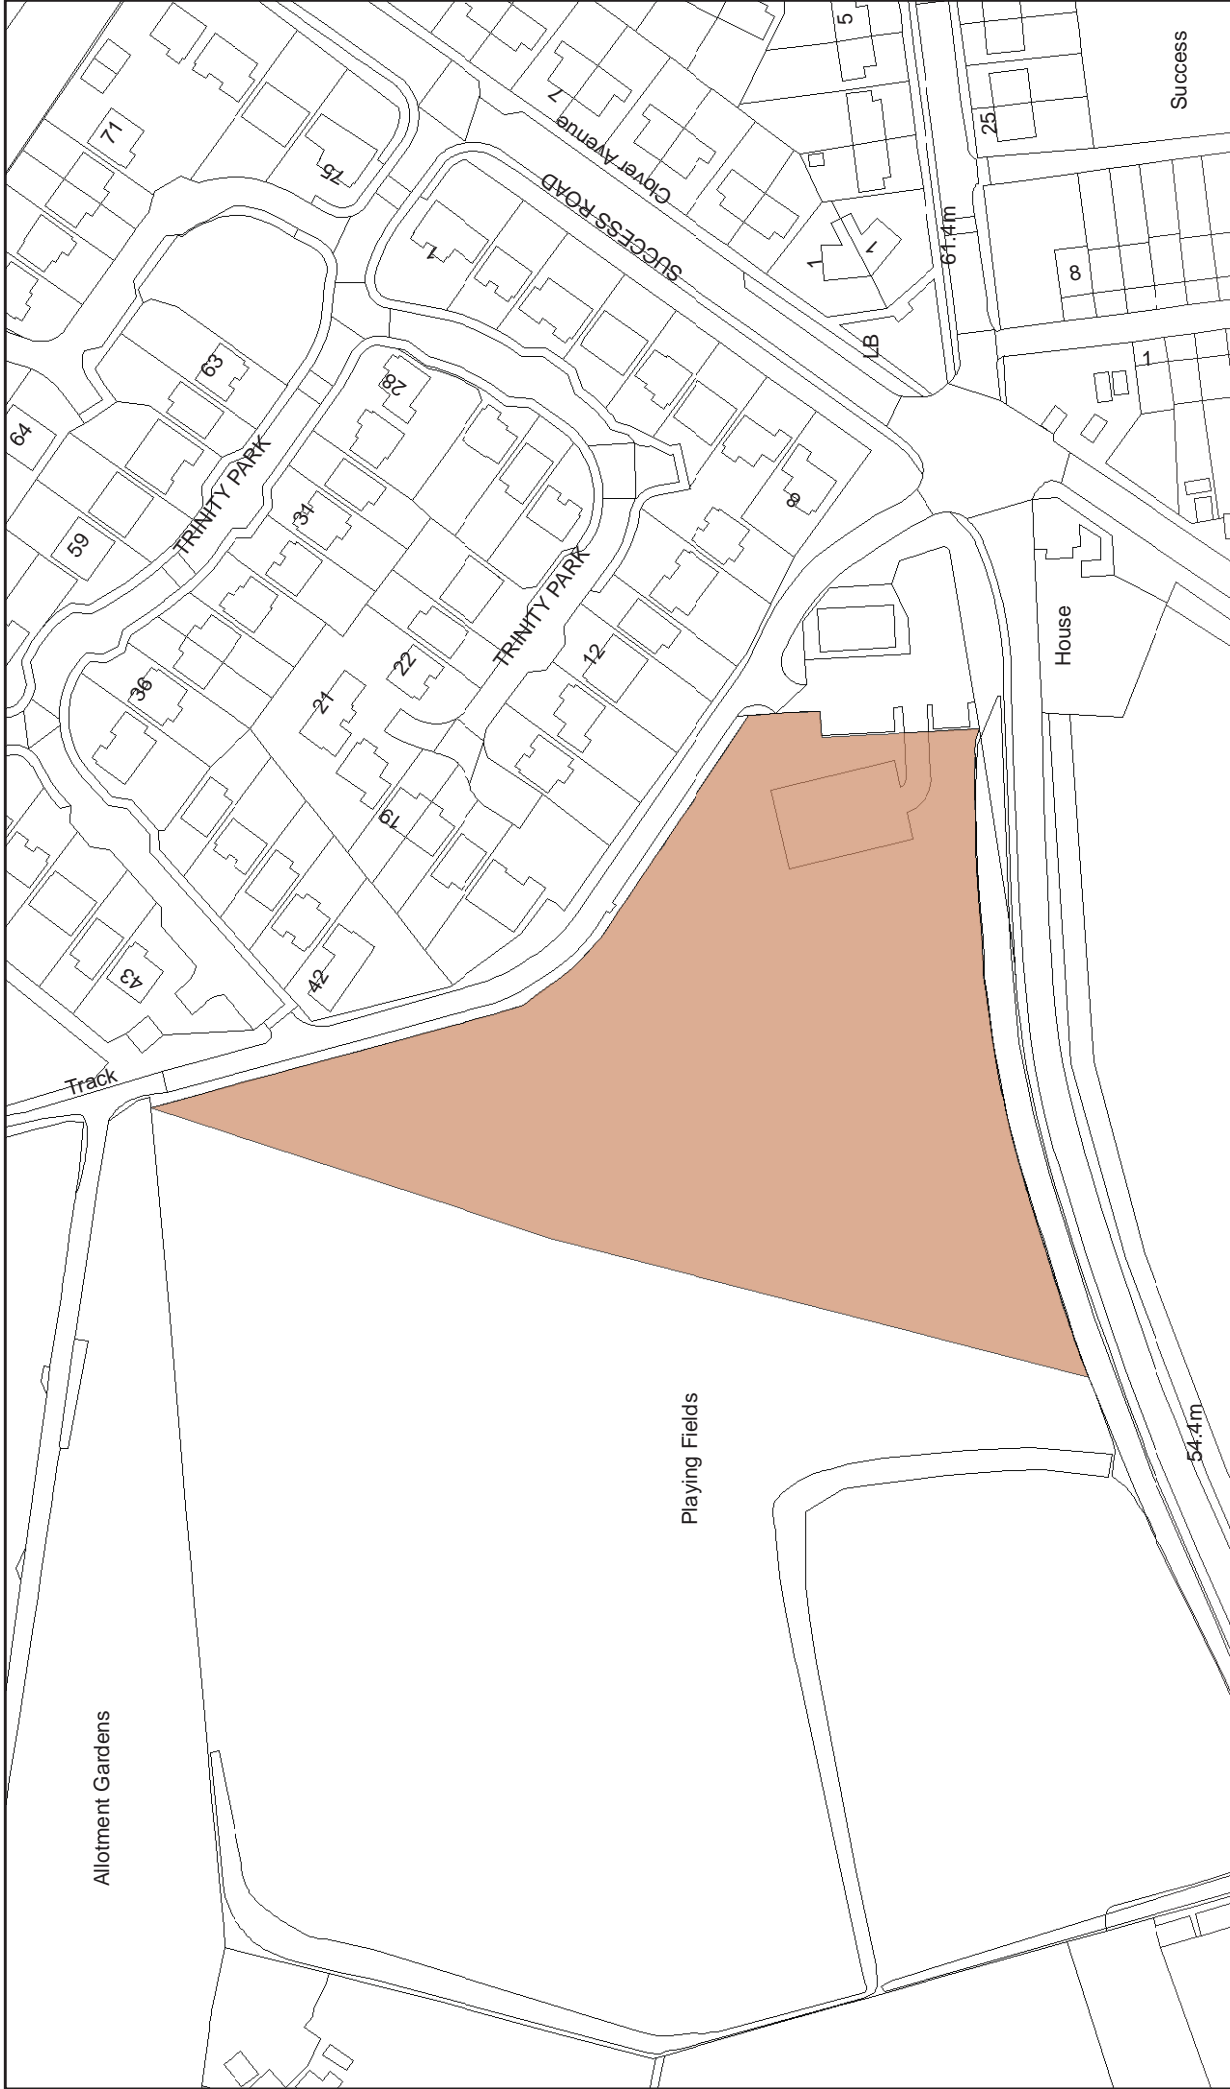 Success
5
25
7
Clover Avenue
71
75
SUCCESS ROAD
61.4m
1
1
1
8
1
LB
63
28
64
TRINITY PARK
31
59
8
TRINITY PARK
House
12
22
21
36
19
42
43
Track
Playing Fields
54.4m
Allotment Gardens